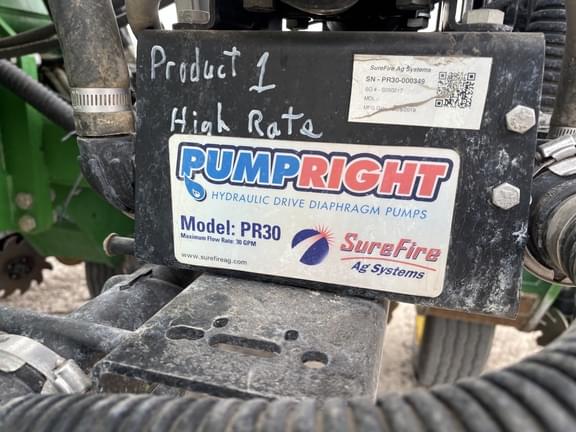 Product 1
High Rate
SureFire Ag Systems
SN - PR30-000349
PUMPRIGHT
HYDRAULIC DRIVE DIAPHRAGM PUMPS
Model: PR30
Maximum Flow Rate: 30 GPM
www.surefireag.com
SureFire
Ag Systems